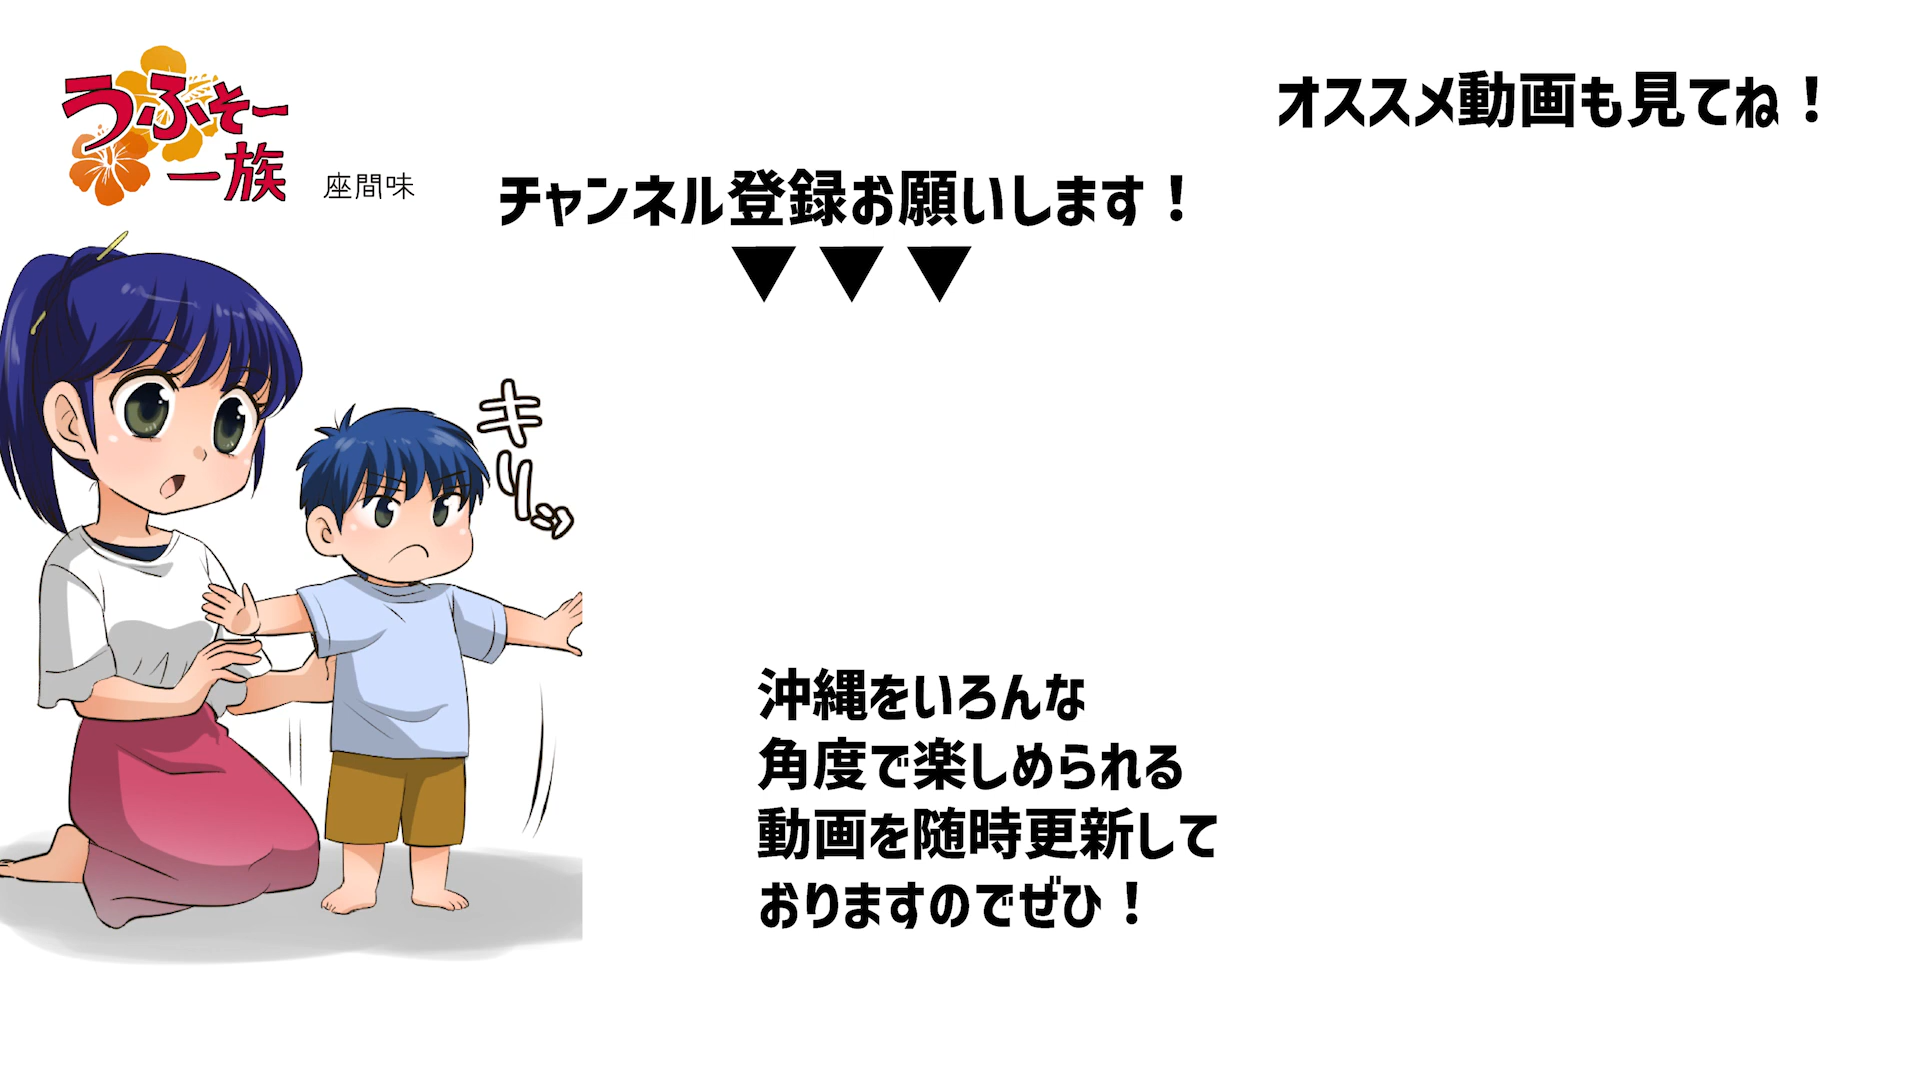 うふそー
一族
座間味
オススメ動画も見てね！
チャンネル登録お願いします！
▼ ▼ ▼
キリッ
沖縄をいろんな
角度で楽しめられる
動画を随時更新して
おりますのでぜひ！